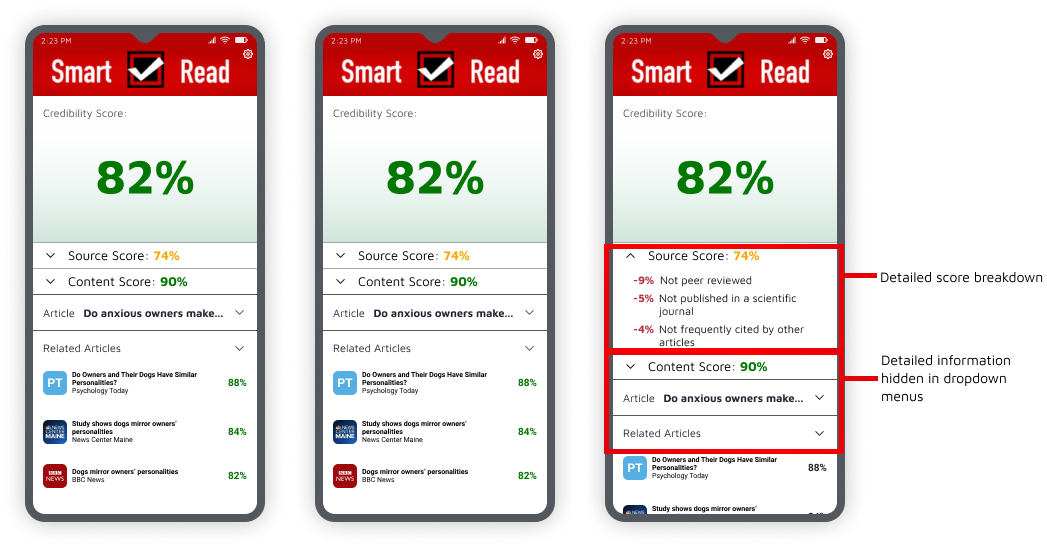 2:23 PM
Smart Read
Credibility Score:
82%
Source Score: 74%
Content Score: 90%
Article Do anxious owners make...
Related Articles
PT
Do Owners and Their Dogs Have Similar
Personalities?
Psychology Today
88%
NEWS
CENTER
MAINE
Study shows dogs mirror owners'
personalities
News Center Maine
84%
BBC
NEWS
Dogs mirror owners' personalities
BBC News
82%
2:23 PM
Smart Read
Credibility Score:
82%
Source Score: 74%
Content Score: 90%
Article Do anxious owners make...
Related Articles
PT
Do Owners and Their Dogs Have Similar
Personalities?
Psychology Today
88%
NEWS
CENTER
MAINE
Study shows dogs mirror owners'
personalities
News Center Maine
84%
BBC
NEWS
Dogs mirror owners' personalities
BBC News
82%
2:23 PM
Smart Read
Credibility Score:
82%
Source Score: 74%
-9% Not peer reviewed
-5% Not published in a scientific
journal
-4% Not frequently cited by other
articles
Content Score: 90%
Article Do anxious owners make...
Related Articles
PT
Do Owners and Their Dogs Have Similar
Personalities?
Psychology Today
88%
Study shows dogs mirror owners'
Detailed score breakdown
Detailed information
hidden in dropdown
menus